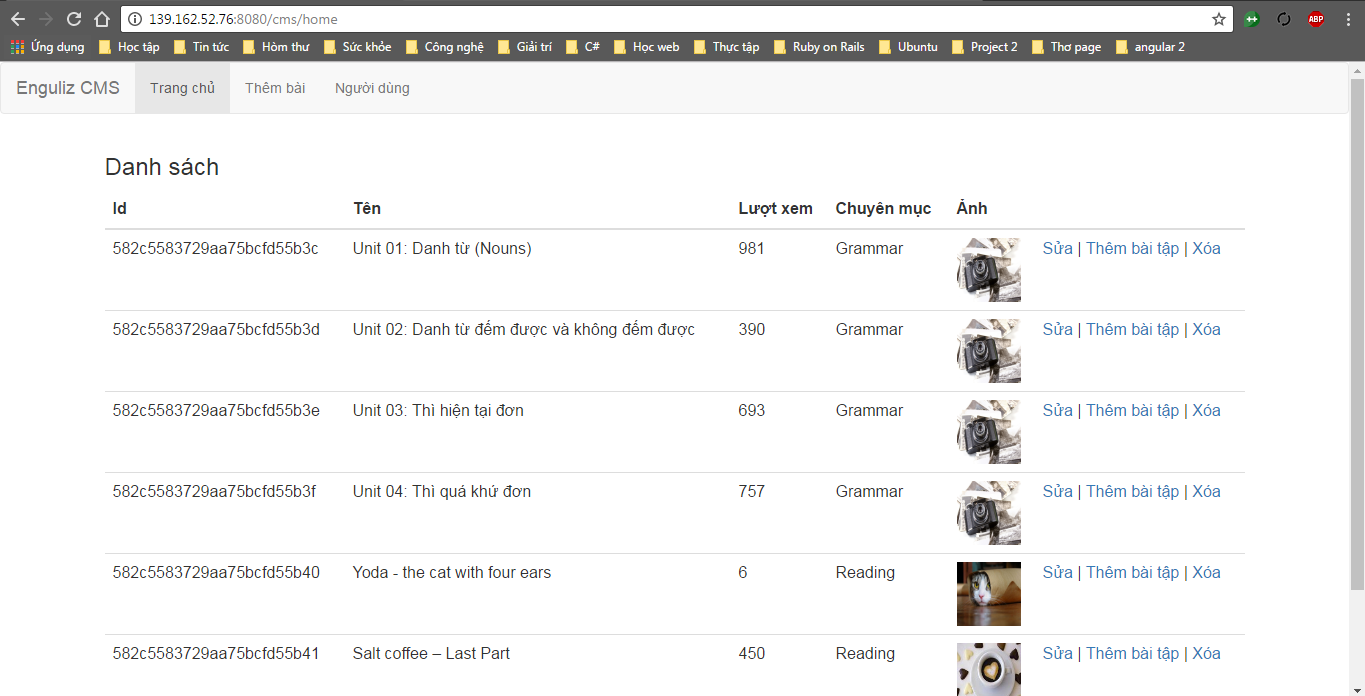 139.162.52.76:8080/cms/home
ABP
Ứng dụng Học tập Tin tức Hòm thư Sức khỏe Công nghệ Giải trí C# Học web Thực tập Ruby on Rails Ubuntu Project 2 Thơ page angular 2
Enguliz CMS Trang chủ Thêm bài Người dùng
Danh sách
Id Tên Lượt xem Chuyên mục Ảnh
582c5583729aa75bcfd55b3c Unit 01: Danh từ (Nouns) 981 Grammar Sửa | Thêm bài tập | Xóa
582c5583729aa75bcfd55b3d Unit 02: Danh từ đếm được và không đếm được 390 Grammar Sửa | Thêm bài tập | Xóa
582c5583729aa75bcfd55b3e Unit 03: Thì hiện tại đơn 693 Grammar Sửa | Thêm bài tập | Xóa
582c5583729aa75bcfd55b3f Unit 04: Thì quá khứ đơn 757 Grammar Sửa | Thêm bài tập | Xóa
582c5583729aa75bcfd55b40 Yoda - the cat with four ears 6 Reading Sửa | Thêm bài tập | Xóa
582c5583729aa75bcfd55b41 Salt coffee – Last Part 450 Reading Sửa | Thêm bài tập | Xóa